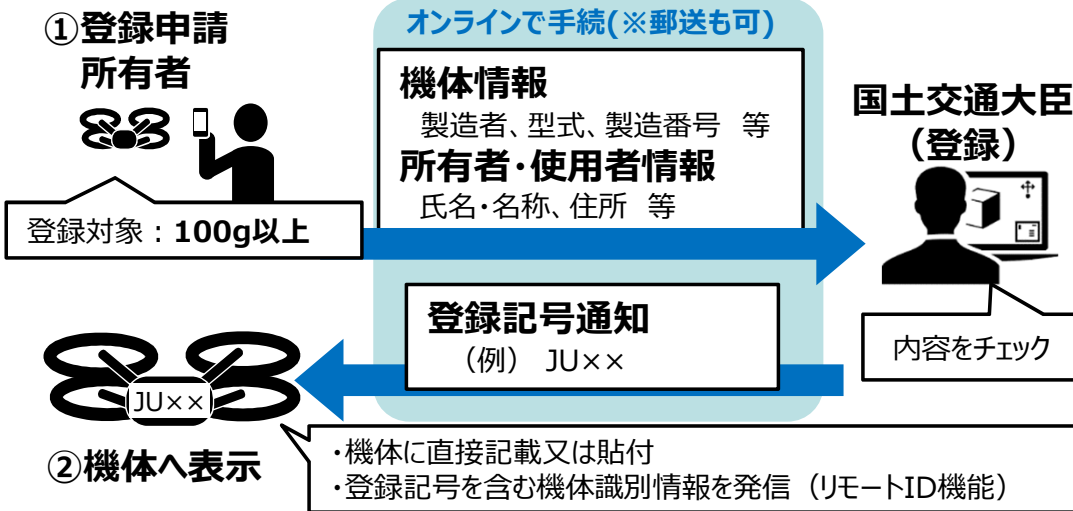 ①登録申請
所有者
登録対象：100g以上
オンラインで手続(※郵送も可)
機体情報
製造者、型式、製造番号 等
所有者・使用者情報
氏名・名称、住所 等
国土交通大臣
（登録）
内容をチェック
登録記号通知
（例） JU××
JU××
②機体へ表示
・機体に直接記載又は貼付
・登録記号を含む機体識別情報を発信（リモートID機能）